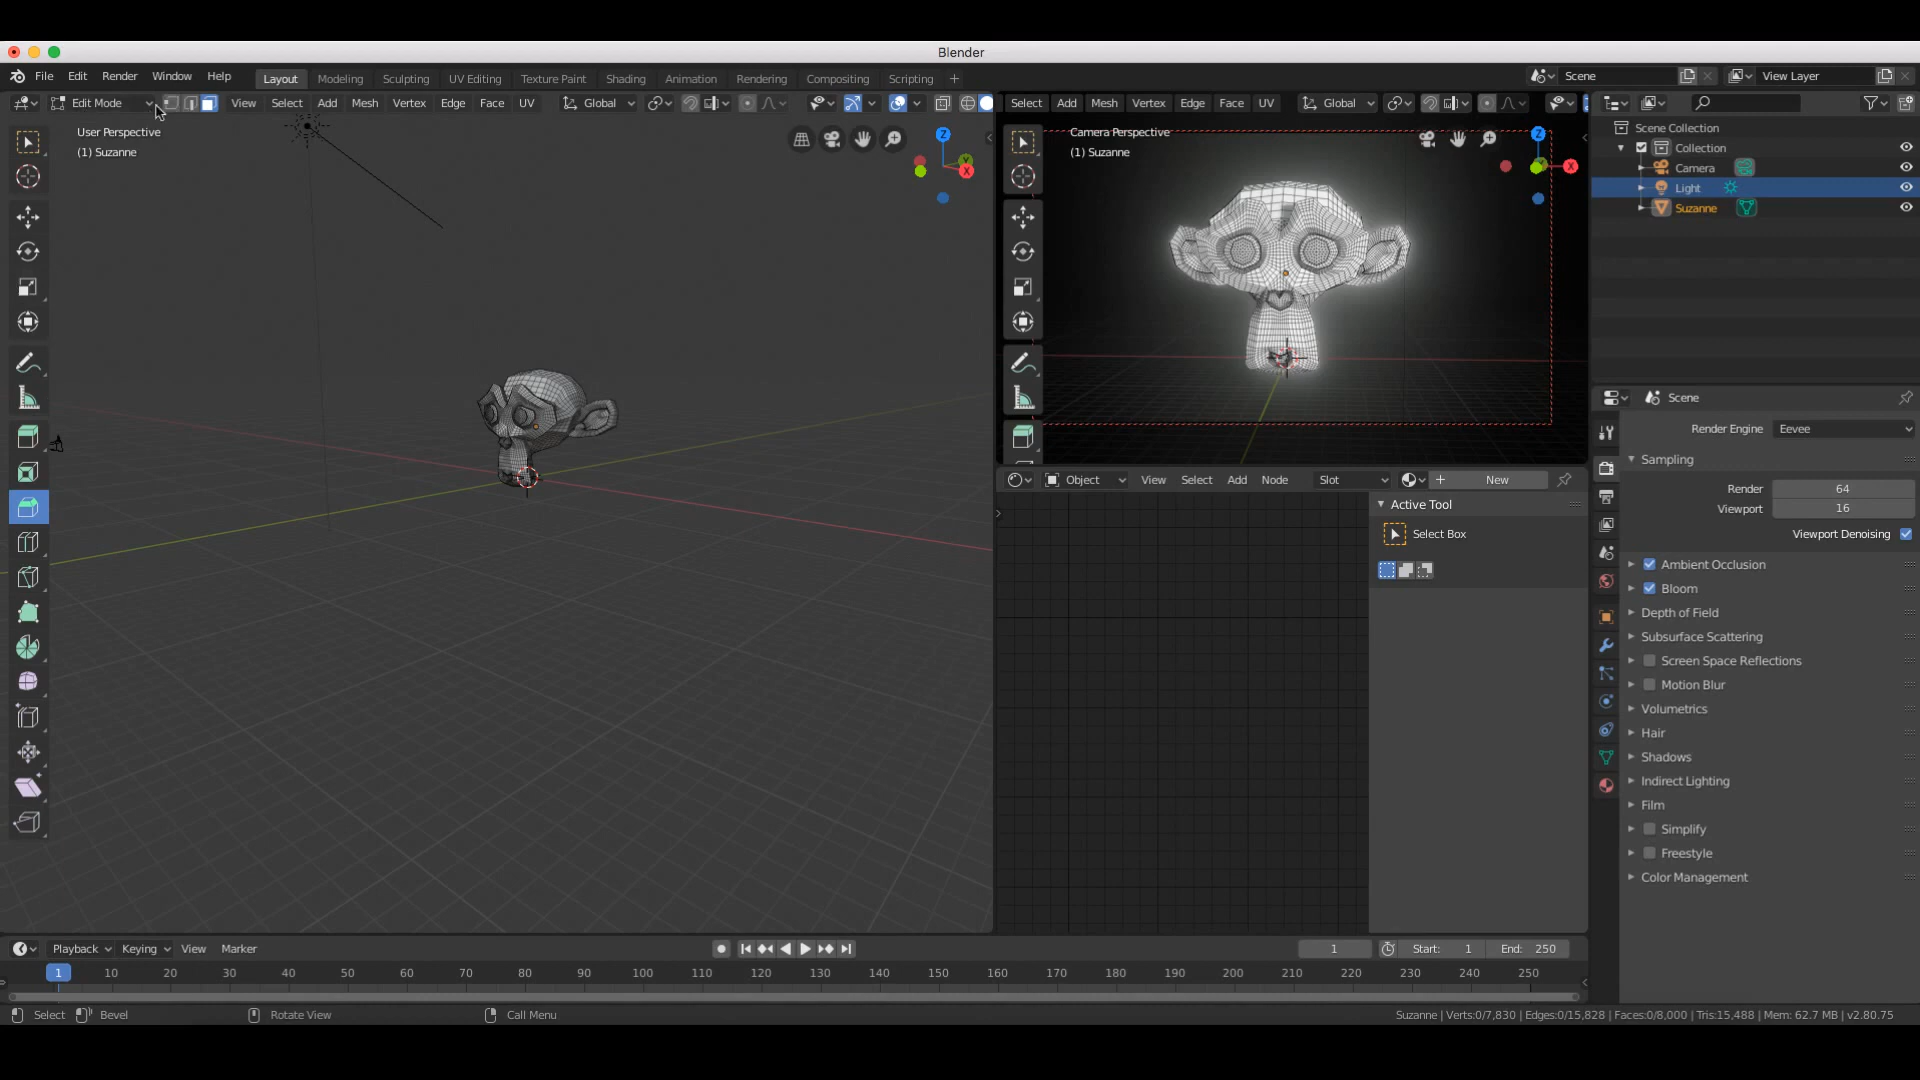 Blender
File Edit Render Window Help Layout Modeling Sculpting UV Editing Texture Paint Shading Animation Rendering Compositing Scripting + Scene View Layer
Edit Mode View Select Add Mesh Vertex Edge Face UV Global
Select Add Mesh Vertex Edge Face UV Global
User Perspective
(1) Suzanne
Z
Y
X
Camera Perspective
(1) Suzanne
Z
X
Scene Collection
Collection
Camera
Light
Suzanne
Scene
Render Engine Eevee
Sampling
Render 64
Viewport 16
Viewport Denoising
Ambient Occlusion
Bloom
Depth of Field
Subsurface Scattering
Screen Space Reflections
Motion Blur
Volumetrics
Hair
Shadows
Indirect Lighting
Film
Simplify
Freestyle
Color Management
Object View Select Add Node Slot New
Active Tool
Select Box
Playback Keying View Marker 1 Start: 1 End: 250
1 10 20 30 40 50 60 70 80 90 100 110 120 130 140 150 160 170 180 190 200 210 220 230 240 250
Select Bevel Rotate View Call Menu Suzanne | Verts:0/7,830 | Edges:0/15,828 | Faces:0/8,000 | Tris:15,488 | Mem: 62.7 MB | v2.80.75